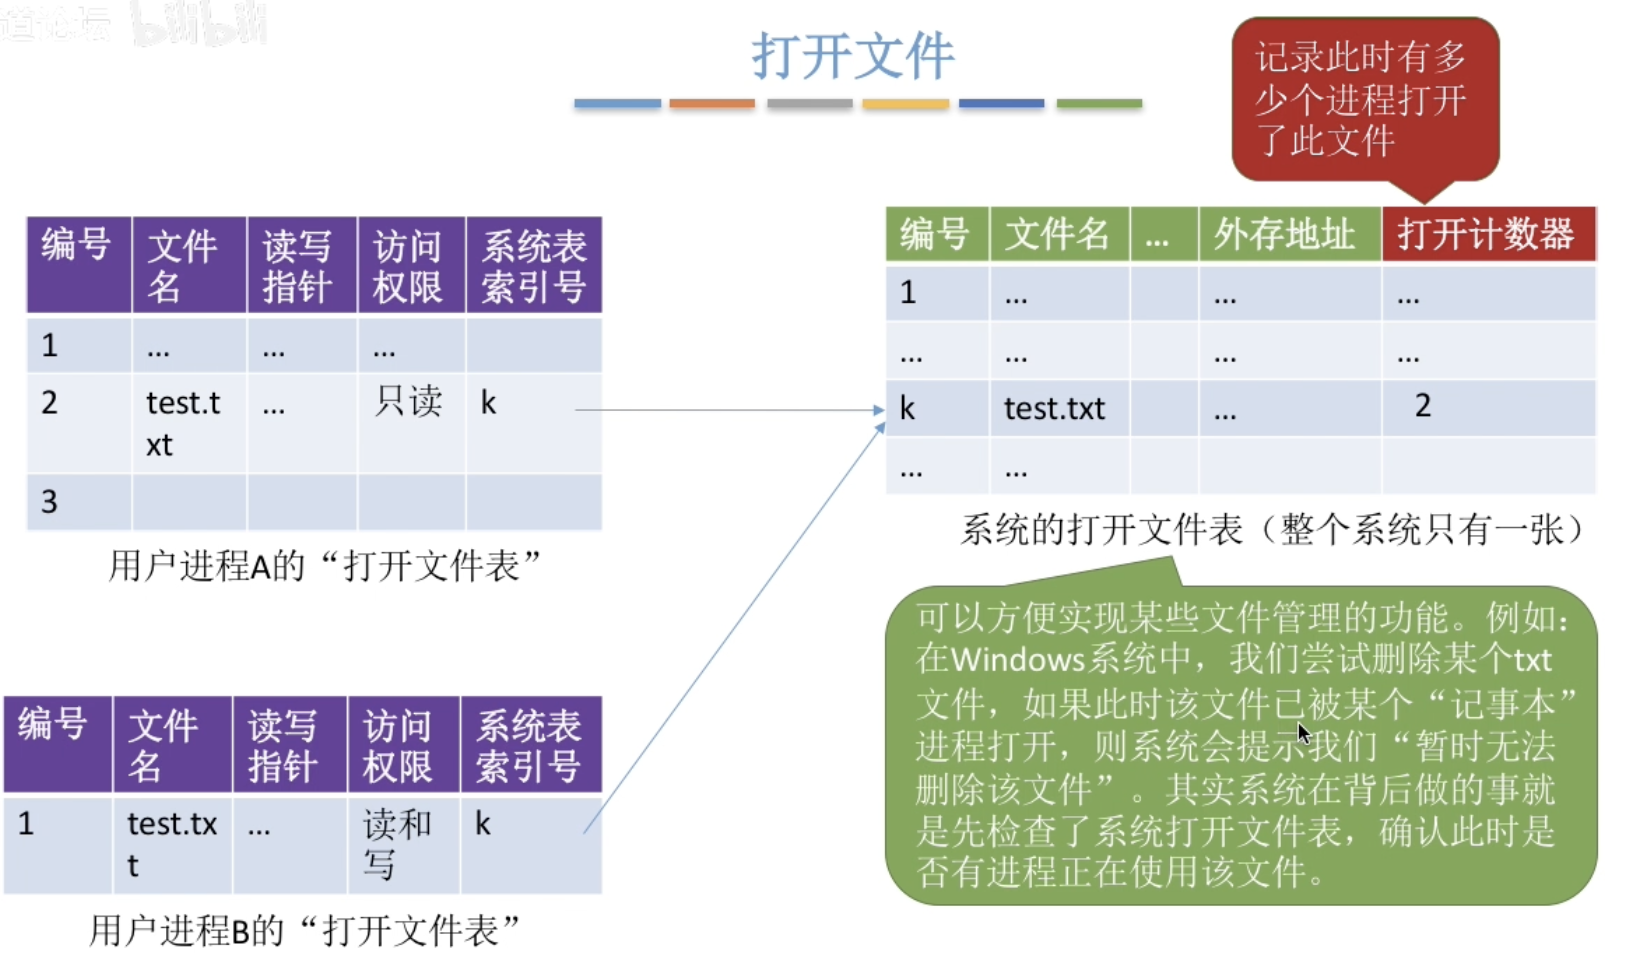 道论坛 bilibili
打开文件
记录此时有多
少个进程打开
了此文件
编号 文件名 读写指针 访问权限 系统表索引号
1 … … …
2 test.txt … 只读 k
3
用户进程A的“打开文件表”
编号 文件名 … 外存地址 打开计数器
1 … … …
… … … …
k test.txt … 2
… …
系统的打开文件表（整个系统只有一张）
可以方便实现某些文件管理的功能。例如：
在Windows系统中，我们尝试删除某个txt
文件，如果此时该文件已被某个“记事本”
进程打开，则系统会提示我们“暂时无法
删除该文件”。其实系统在背后做的事就
是先检查了系统打开文件表，确认此时是
否有进程正在使用该文件。
编号 文件名 读写指针 访问权限 系统表索引号
1 test.txt … 读和写 k
用户进程B的“打开文件表”